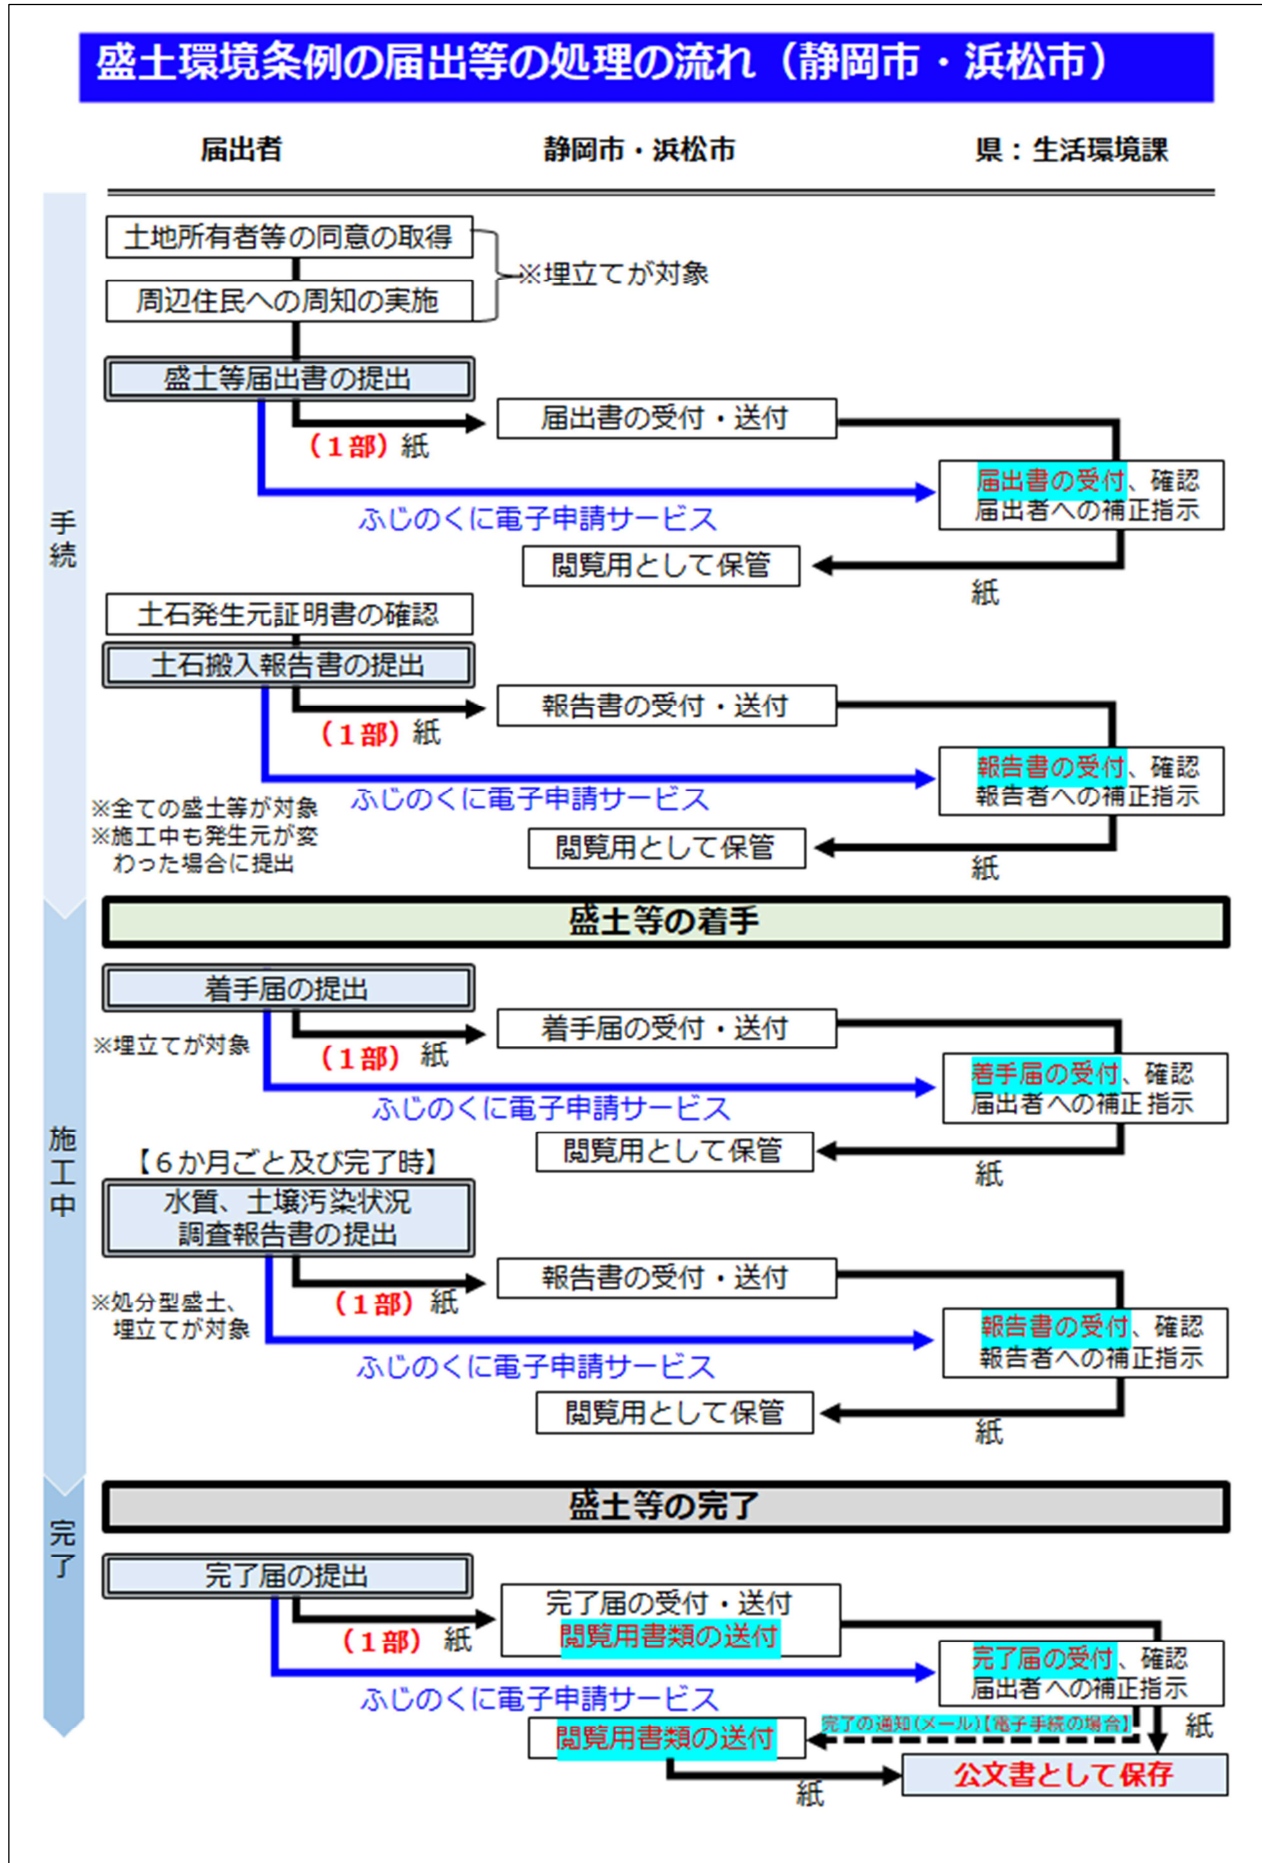 盛土環境条例の届出等の処理の流れ（静岡市・浜松市）
届出者
静岡市・浜松市
県：生活環境課
手続
土地所有者等の同意の取得
※埋立てが対象
周辺住民への周知の実施
盛土等届出書の提出
（１部）紙
届出書の受付・送付
届出書の受付、確認
届出者への補正指示
ふじのくに電子申請サービス
閲覧用として保管
紙
土石発生元証明書の確認
土石搬入報告書の提出
（１部）紙
報告書の受付・送付
報告書の受付、確認
報告者への補正指示
ふじのくに電子申請サービス
※全ての盛土等が対象
※施工中も発生元が変
わった場合に提出
閲覧用として保管
紙
盛土等の着手
施工中
着手届の提出
※埋立てが対象
（１部）紙
着手届の受付・送付
着手届の受付、確認
届出者への補正指示
ふじのくに電子申請サービス
閲覧用として保管
紙
【６か月ごと及び完了時】
水質、土壌汚染状況
調査報告書の提出
※処分型盛土、
埋立てが対象
（１部）紙
報告書の受付・送付
報告書の受付、確認
報告者への補正指示
ふじのくに電子申請サービス
閲覧用として保管
紙
盛土等の完了
完了
完了届の提出
（１部）紙
完了届の受付・送付
閲覧用書類の送付
完了届の受付、確認
届出者への補正指示
ふじのくに電子申請サービス
完了の通知(メール)【電子手続の場合】
紙
閲覧用書類の送付
紙
公文書として保存